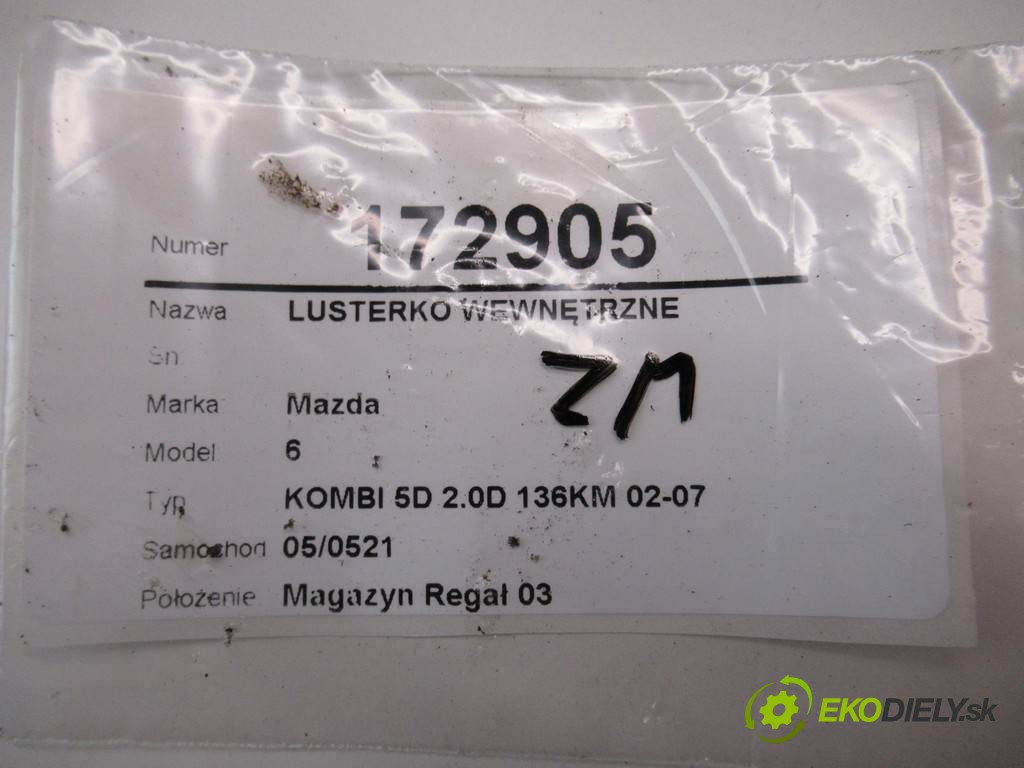 Numer 172905
Nazwa LUSTERKO WEWNĘTRZNE
Sn
ZM
Marka Mazda
Model 6
Typ KOMBI 5D 2.0D 136KM 02-07
Samochod 05/0521
Położenie Magazyn Regał 03
EKODIELY.sk